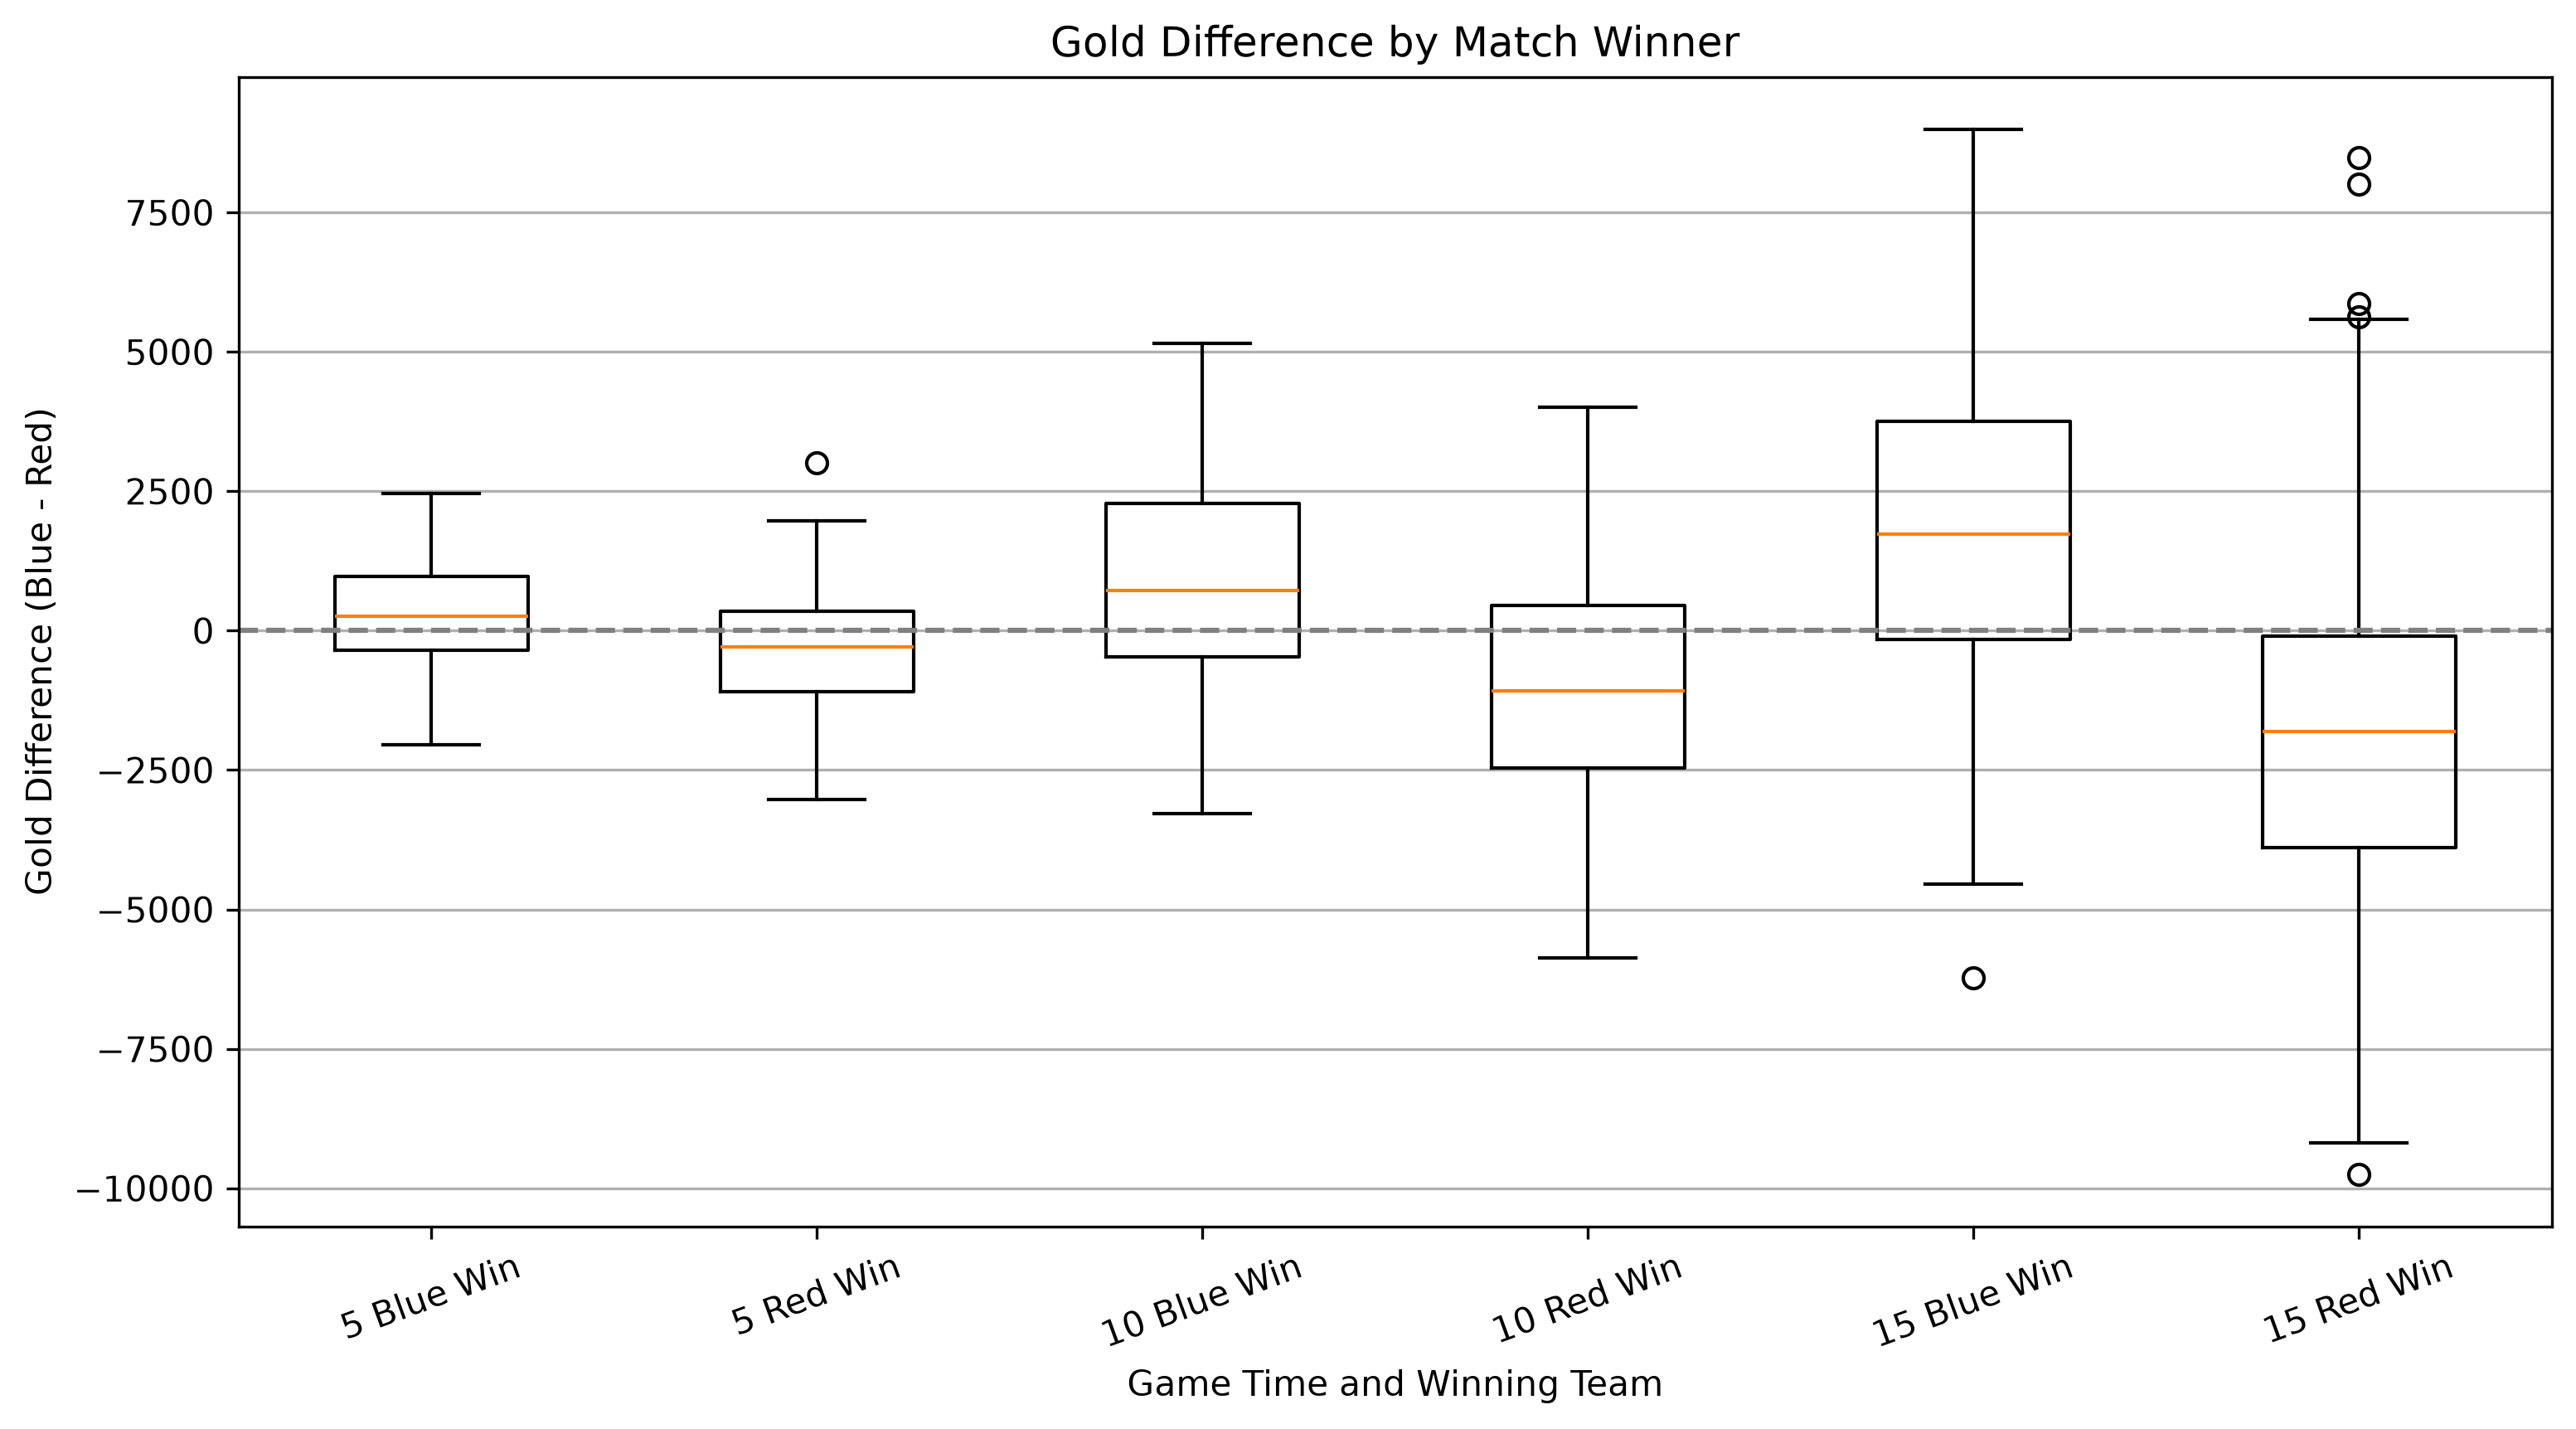 Gold Difference by Match Winner
Gold Difference (Blue - Red)
7500
5000
2500
0
−2500
−5000
−7500
−10000
5 Blue Win
5 Red Win
10 Blue Win
10 Red Win
15 Blue Win
15 Red Win
Game Time and Winning Team